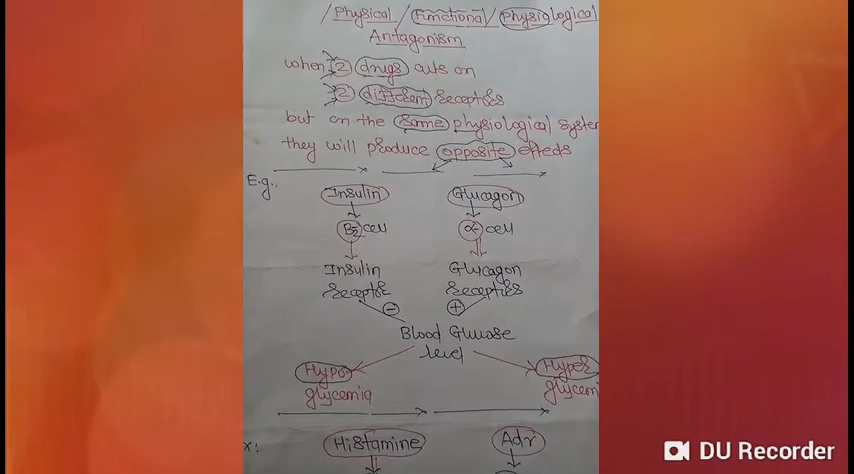 /Physical / Functional / Physiological
Antagonism
when 2 drugs acts on
2 different receptors
but on the same physiological system
they will produce opposite effects
E.g.: Insulin Glucagon
B2 cell α cell
Insulin Glucagon
receptor receptors
- +
Blood Glucose
level
Hypo Hyper
glycemia glycemi
x: Histamine Adr
DU Recorder